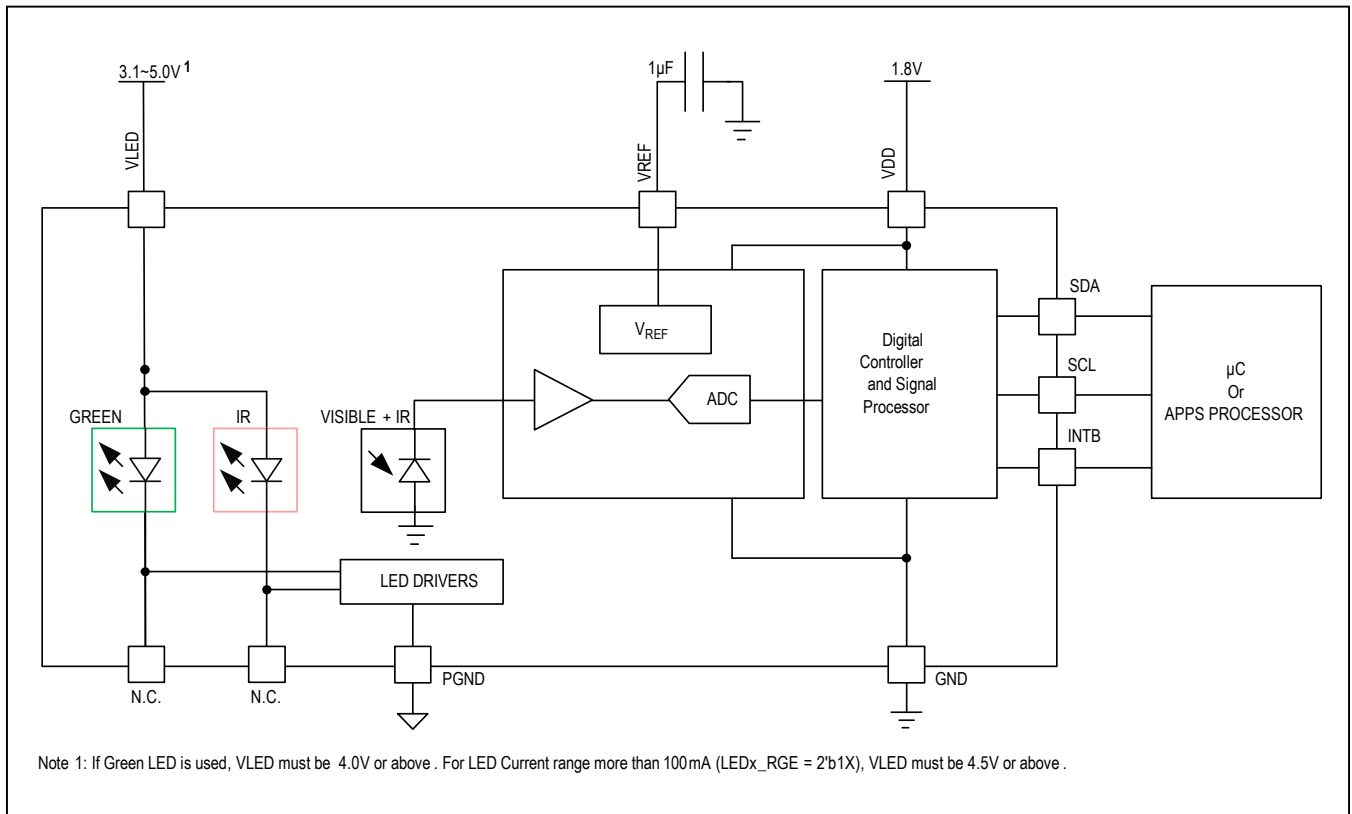 3.1~5.0V 1
1µF
1.8V
VLED
VREF
VDD
VREF
ADC
Digital
Controller
and Signal
Processor
SDA
SCL
INTB
µC
Or
APPS PROCESSOR
GREEN
IR
VISIBLE + IR
LED DRIVERS
N.C.
N.C.
PGND
GND
Note 1: If Green LED is used, VLED must be 4.0V or above . For LED Current range more than 100mA (LEDx_RGE = 2'b1X), VLED must be 4.5V or above .